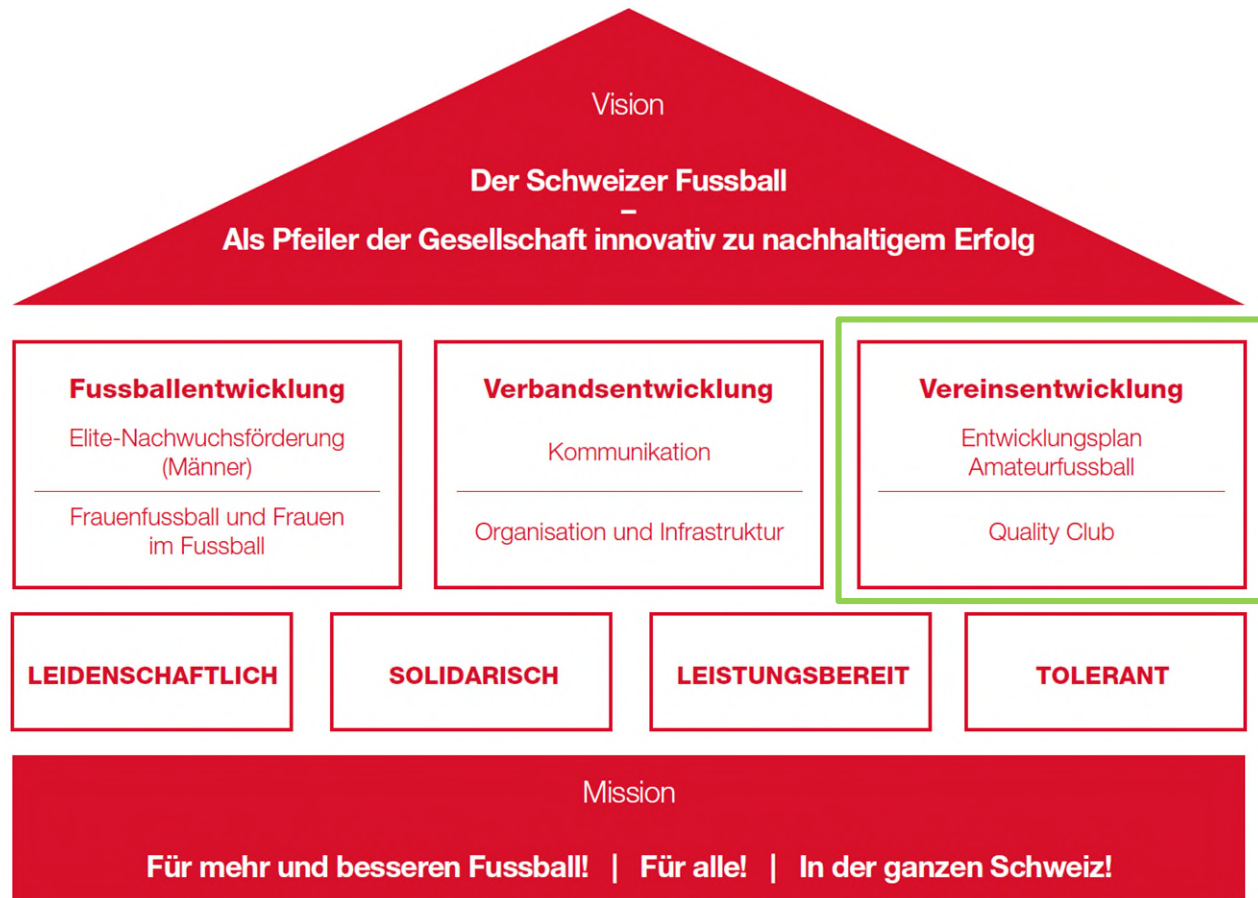 Vision
Der Schweizer Fussball
–
Als Pfeiler der Gesellschaft innovativ zu nachhaltigem Erfolg
Fussballentwicklung
Elite-Nachwuchsförderung
(Männer)
Frauenfussball und Frauen
im Fussball
Verbandsentwicklung
Kommunikation
Organisation und Infrastruktur
Vereinsentwicklung
Entwicklungsplan
Amateurfussball
Quality Club
LEIDENSCHAFTLICH
SOLIDARISCH
LEISTUNGSBEREIT
TOLERANT
Mission
Für mehr und besseren Fussball! | Für alle! | In der ganzen Schweiz!